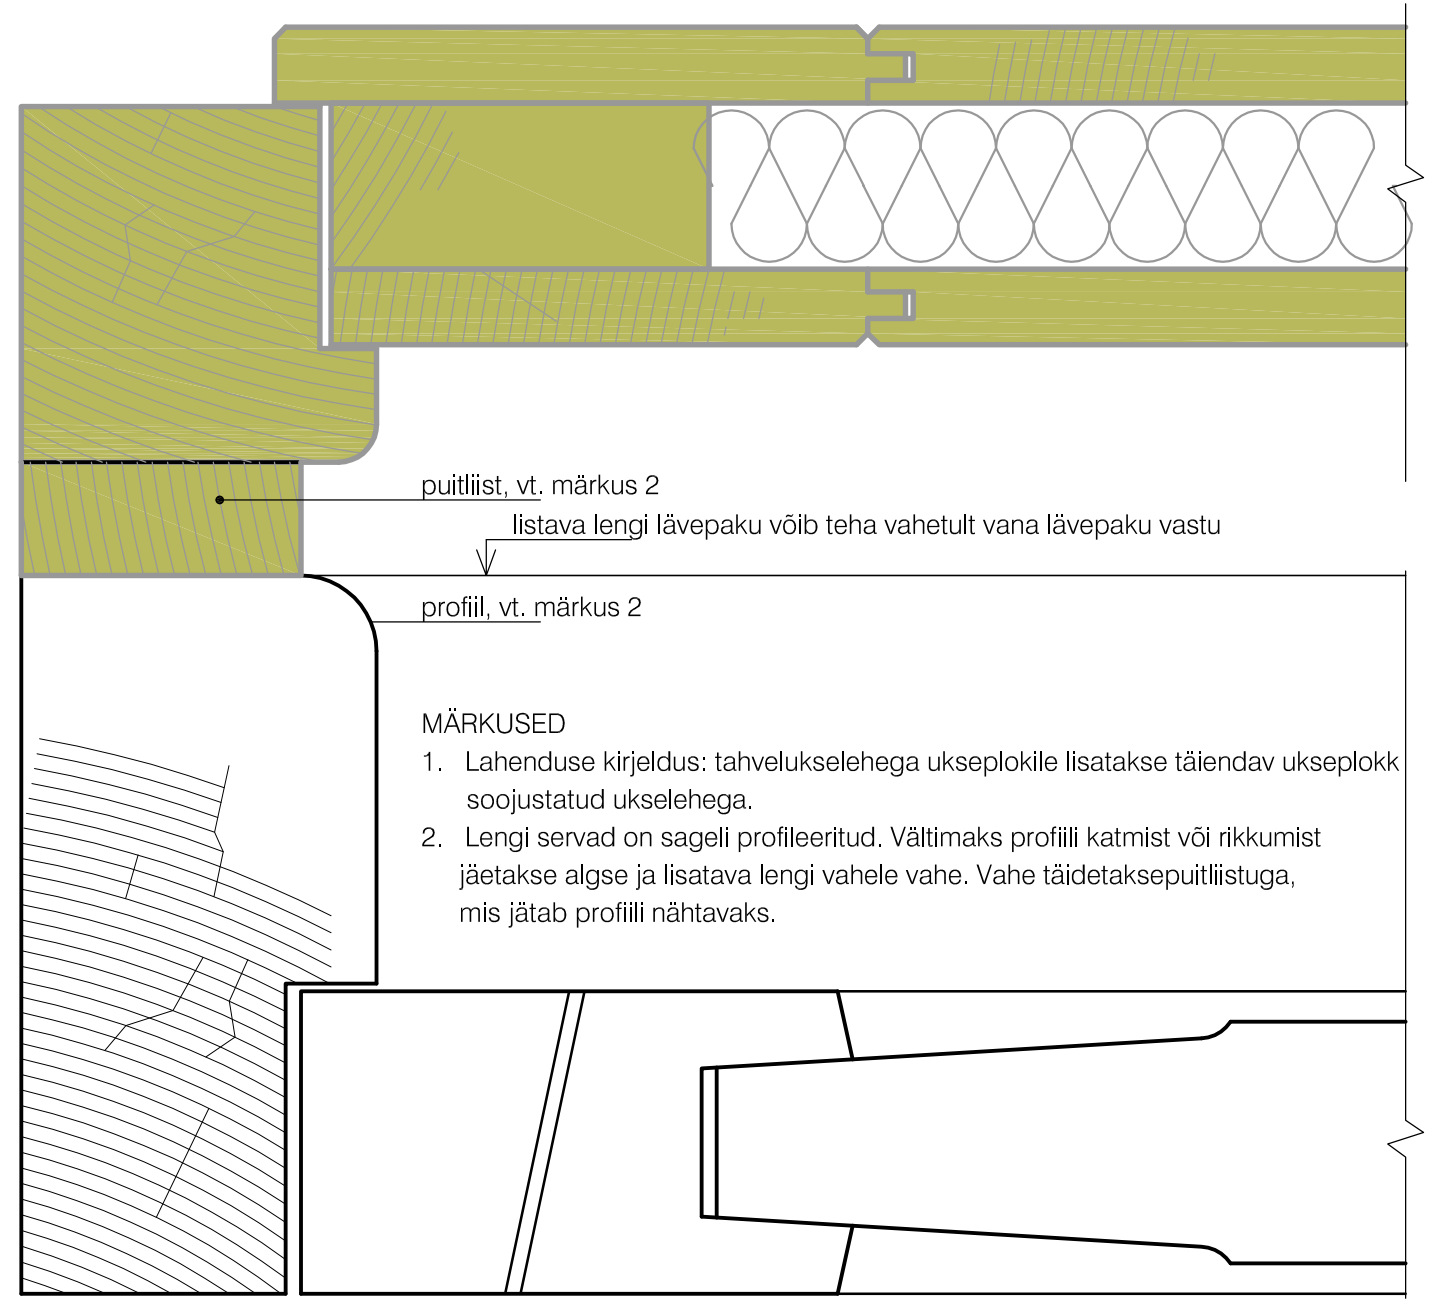 puitliist, vt. märkus 2
listava lengi lävepaku võib teha vahetult vana lävepaku vastu
profiil, vt. märkus 2
MÄRKUSED
1. Lahenduse kirjeldus: tahvelukselehega ukseplokile lisatakse täiendav ukseplokk
soojustatud ukselehega.
2. Lengi servad on sageli profileeritud. Vältimaks profiili katmist või rikkumist
jäetakse algse ja lisatava lengi vahele vahe. Vahe täidetaksepuitliistuga,
mis jätab profiili nähtavaks.